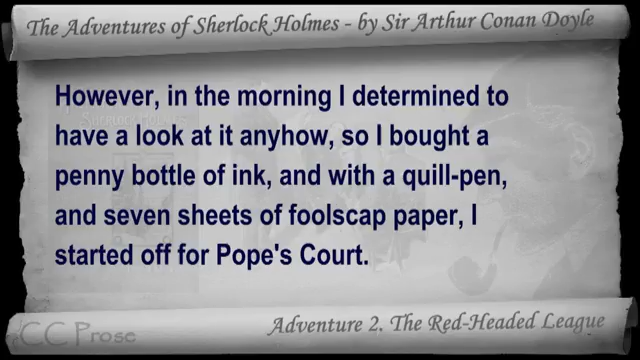 The Adventures of Sherlock Holmes - by Sir Arthur Conan Doyle
However, in the morning I determined to
have a look at it anyhow, so I bought a
penny bottle of ink, and with a quill-pen,
and seven sheets of foolscap paper, I
started off for Pope's Court.
CC Prose
Adventure 2. The Red-Headed League